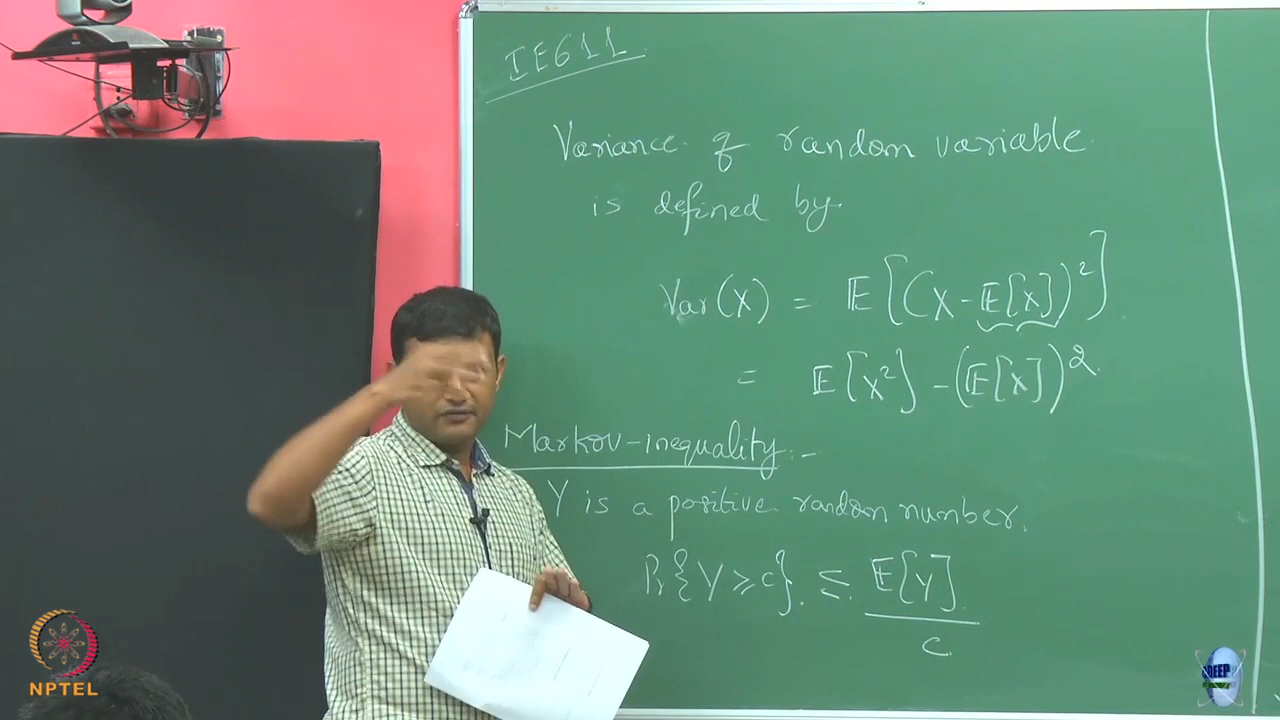 IE611
Variance of random variable
is defined by
Var(X) = 𝔼[(X-𝔼[X])²]
= 𝔼[X²] - (𝔼[X])²
Markov-inequality:-
Y is a positive random number.
Pr{Y ≥ c} ≤ 𝔼[Y] / c
NPTEL